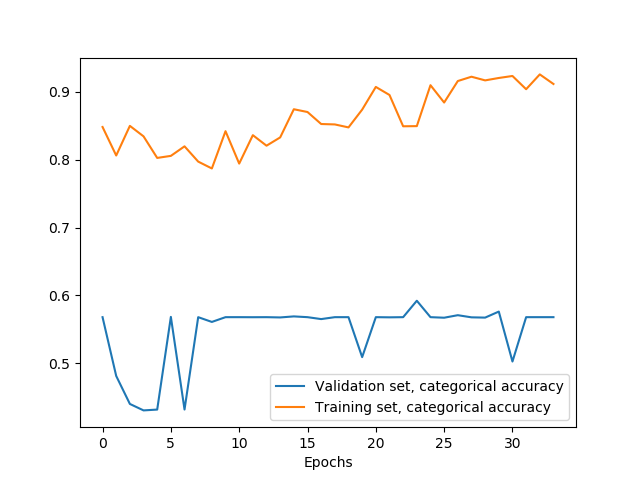 0.9
0.8
0.7
0.6
0.5
Validation set, categorical accuracy
Training set, categorical accuracy
0 5 10 15 20 25 30
Epochs